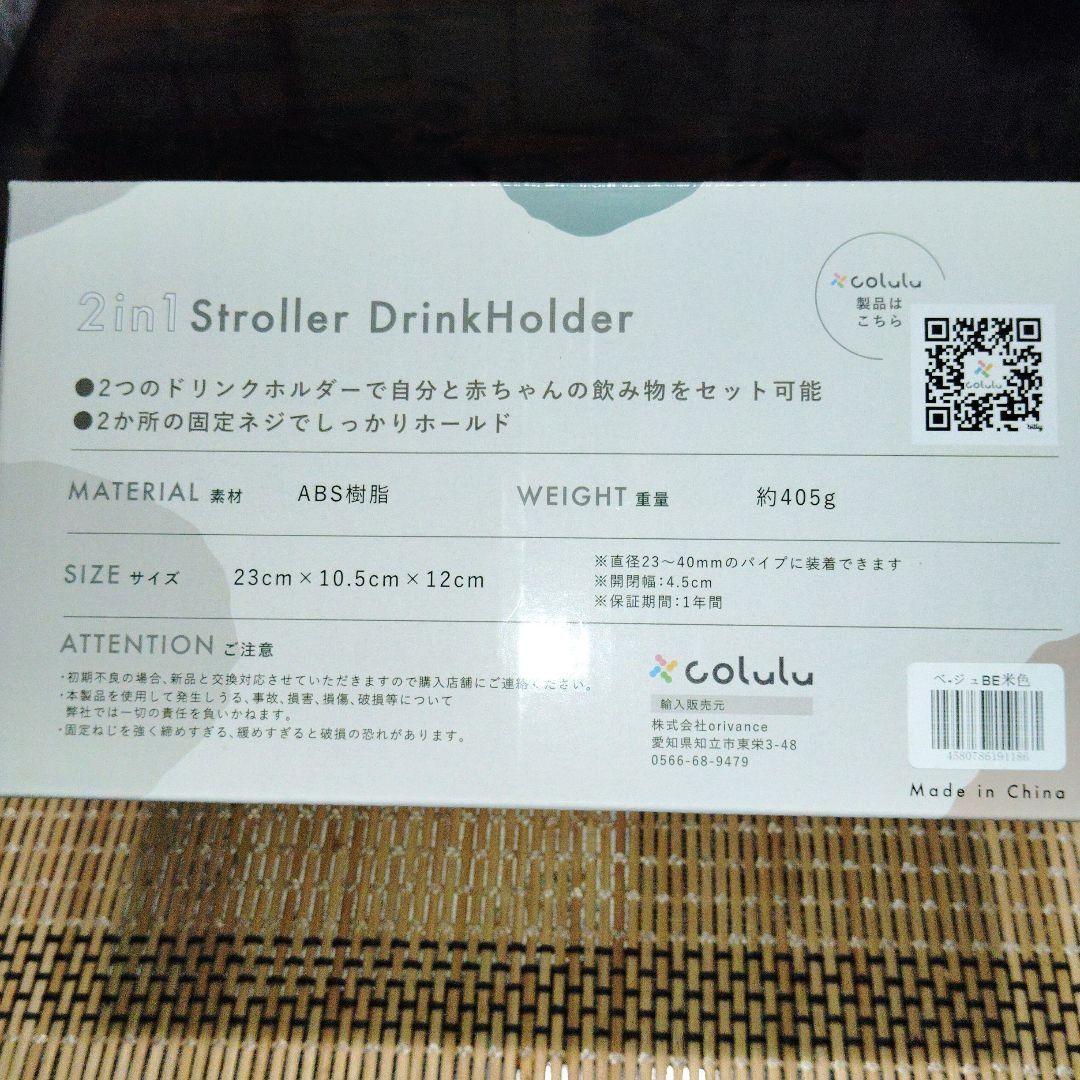 2in1 Stroller DrinkHolder
colulu
製品は
こちら
colulu
bitly
●2つのドリンクホルダーで自分と赤ちゃんの飲み物をセット可能
●2か所の固定ネジでしっかりホールド
MATERIAL 素材 ABS樹脂 WEIGHT 重量 約405g
SIZE サイズ 23cm×10.5cm×12cm
※直径23～40mmのパイプに装着できます
※開閉幅：4.5cm
※保証期間：1年間
ATTENTION ご注意
・初期不良の場合、新品と交換対応させていただきますので購入店舗にご連絡ください。
・本製品を使用して発生しうる、事故、損害、損傷、破損等について
弊社では一切の責任を負いかねます。
・固定ねじを強く締めすぎる、緩めすぎると破損の恐れがあります。
colulu
輸入販売元
株式会社orivance
愛知県知立市東栄3-48
0566-68-9479
ベ-ジュBE米色
4580786191186
Made in China